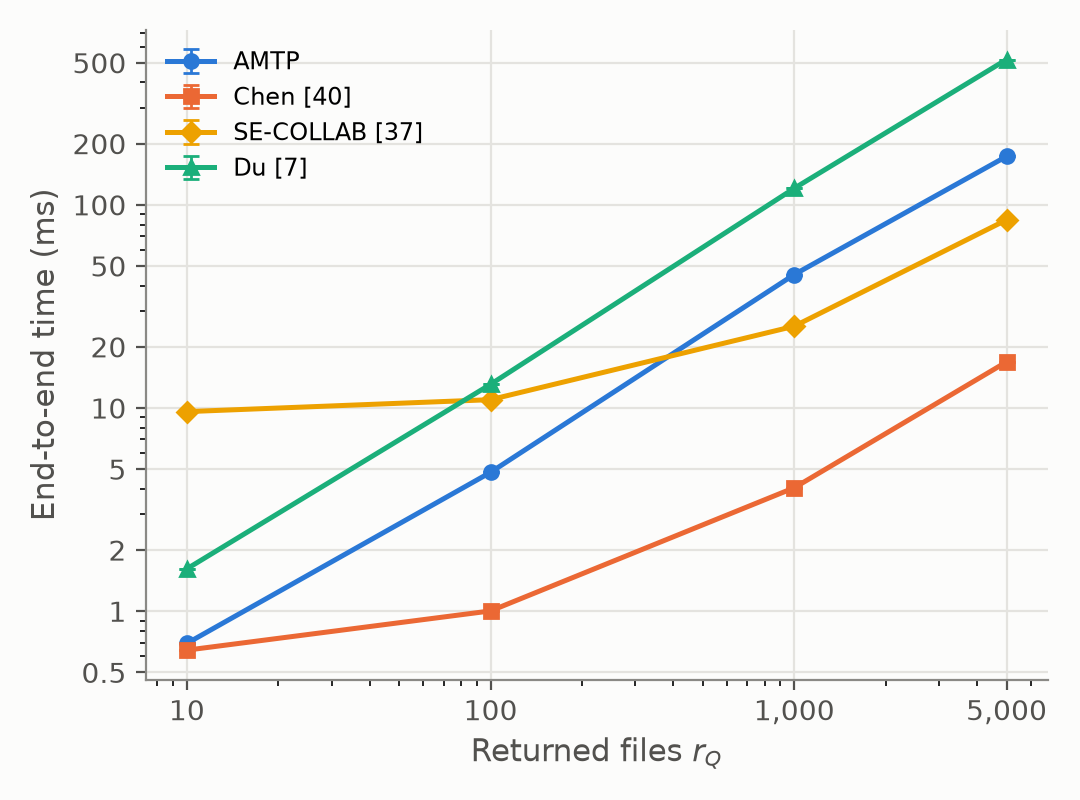 End-to-end time (ms)
500
200
100
50
20
10
5
2
1
0.5
AMTP
Chen [40]
SE-COLLAB [37]
Du [7]
10
100
1,000
5,000
Returned files r_Q